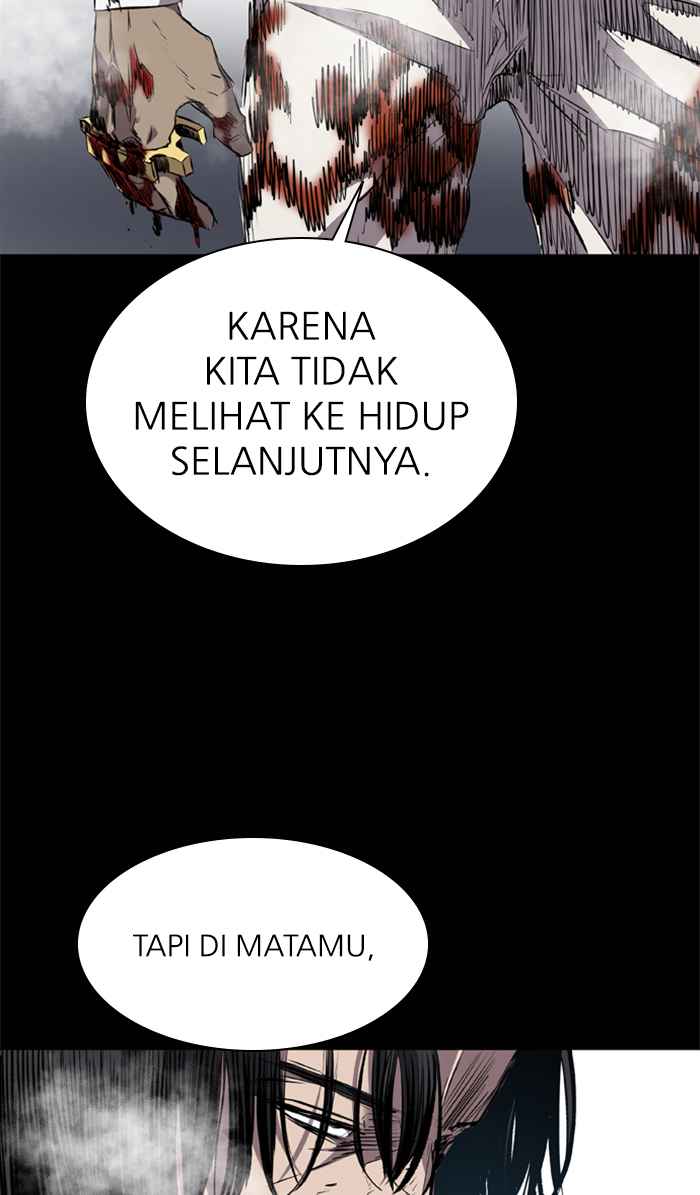 KARENA
KITA TIDAK
MELIHAT KE HIDUP
SELANJUTNYA.
TAPI DI MATAMU,